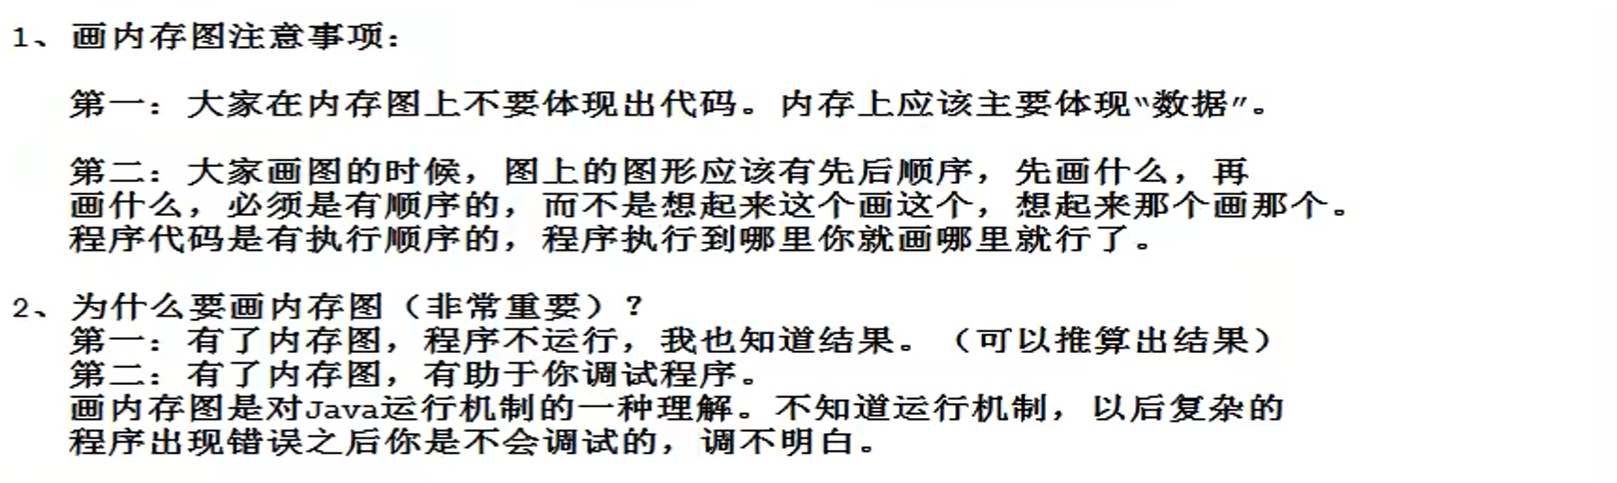 1、画内存图注意事项：
第一：大家在内存图上不要体现出代码。内存上应该主要体现“数据”。
第二：大家画图的时候，图上的图形应该有先后顺序，先画什么，再
画什么，必须是有顺序的，而不是想起来这个画这个，想起来那个画那个。
程序代码是有执行顺序的，程序执行到哪里你就画哪里就行了。
2、为什么要画内存图（非常重要）？
第一：有了内存图，程序不运行，我也知道结果。（可以推算出结果）
第二：有了内存图，有助于你调试程序。
画内存图是对Java运行机制的一种理解。不知道运行机制，以后复杂的
程序出现错误之后你是不会调试的，调不明白。